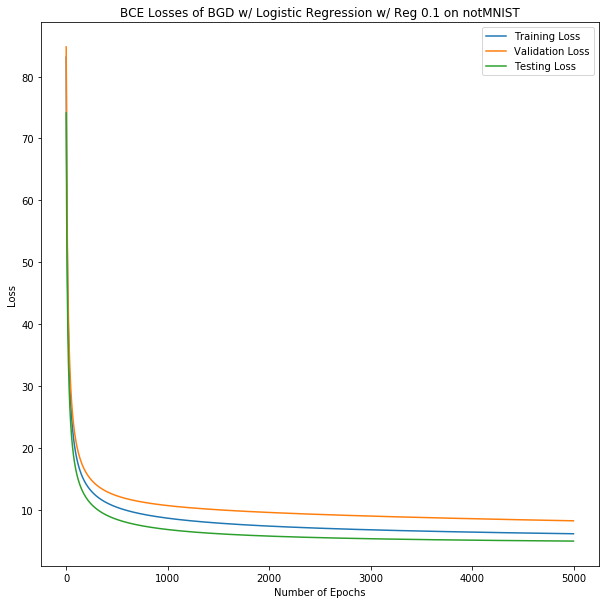 BCE Losses of BGD w/ Logistic Regression w/ Reg 0.1 on notMNIST
Training Loss
Validation Loss
Testing Loss
80
70
60
50
40
30
20
10
Loss
0
1000
2000
3000
4000
5000
Number of Epochs